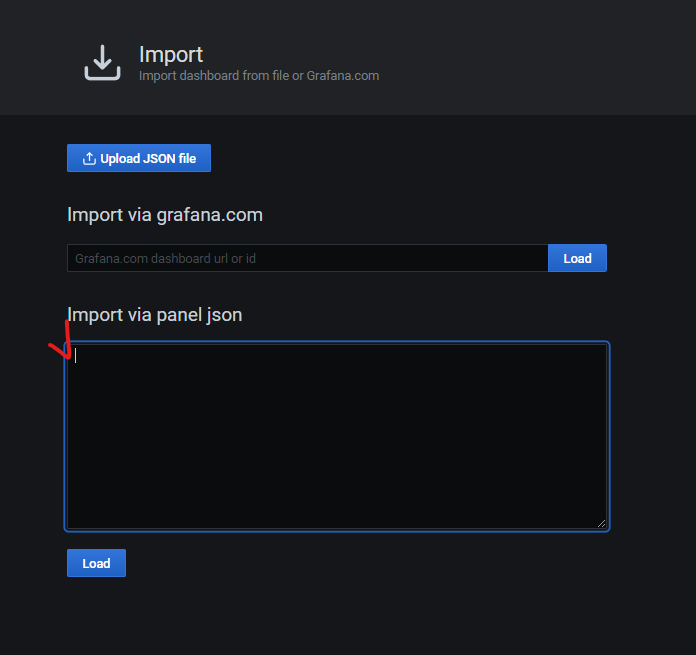 Import
Import dashboard from file or Grafana.com
Upload JSON file
Import via grafana.com
Grafana.com dashboard url or id
Load
Import via panel json
Load